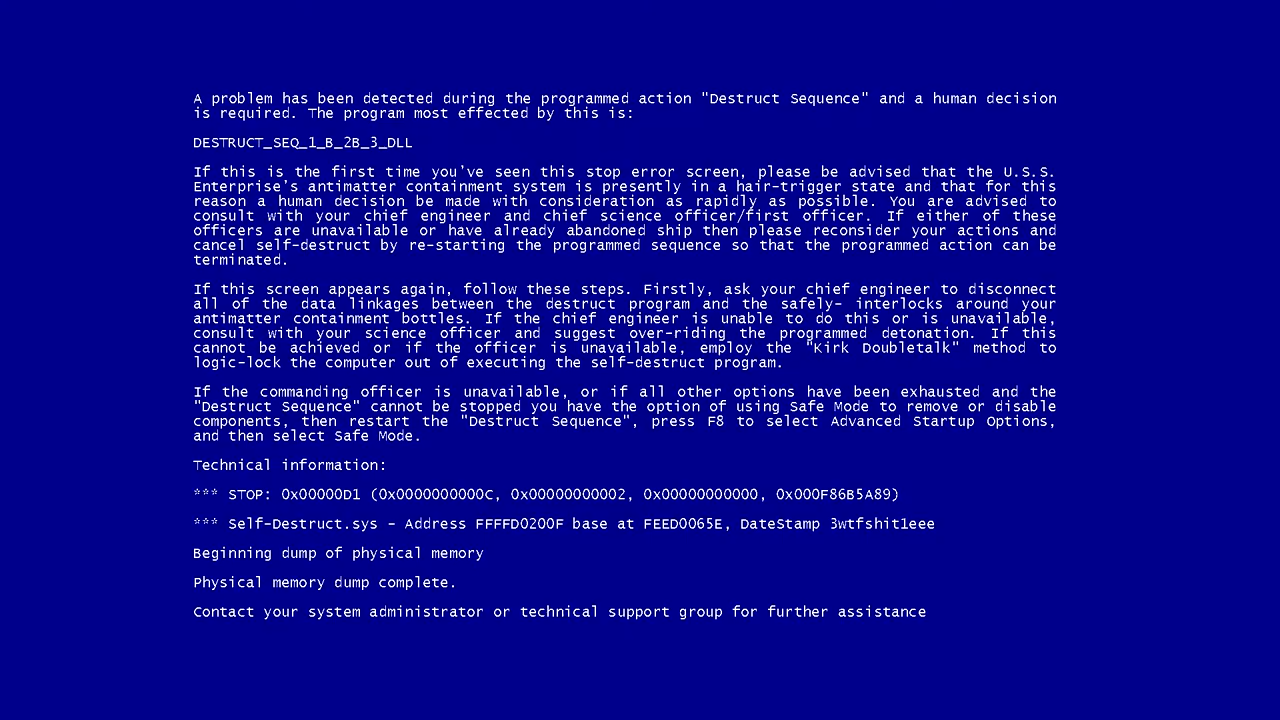 A problem has been detected during the programmed action "Destruct Sequence" and a human decision
is required. The program most effected by this is:
DESTRUCT_SEQ_1_B_2B_3_DLL
If this is the first time you've seen this stop error screen, please be advised that the U.S.S.
Enterprise's antimatter containment system is presently in a hair-trigger state and that for this
reason a human decision be made with consideration as rapidly as possible. You are advised to
consult with your chief engineer and chief science officer/first officer. If either of these
officers are unavailable or have already abandoned ship then please reconsider your actions and
cancel self-destruct by re-starting the programmed sequence so that the programmed action can be
terminated.
If this screen appears again, follow these steps. Firstly, ask your chief engineer to disconnect
all of the data linkages between the destruct program and the safely- interlocks around your
antimatter containment bottles. If the chief engineer is unable to do this or is unavailable,
consult with your science officer and suggest over-riding the programmed detonation. If this
cannot be achieved or if the officer is unavailable, employ the "Kirk Doubletalk" method to
logic-lock the computer out of executing the self-destruct program.
If the commanding officer is unavailable, or if all other options have been exhausted and the
"Destruct Sequence" cannot be stopped you have the option of using Safe Mode to remove or disable
components, then restart the "Destruct Sequence", press F8 to select Advanced Startup Options,
and then select Safe Mode.
Technical information:
*** STOP: 0x00000D1 (0x0000000000C, 0x00000000002, 0x00000000000, 0x000F86B5A89)
*** Self-Destruct.sys - Address FFFFD0200F base at FEED0065E, DateStamp 3wtfshit1eee
Beginning dump of physical memory
Physical memory dump complete.
Contact your system administrator or technical support group for further assistance